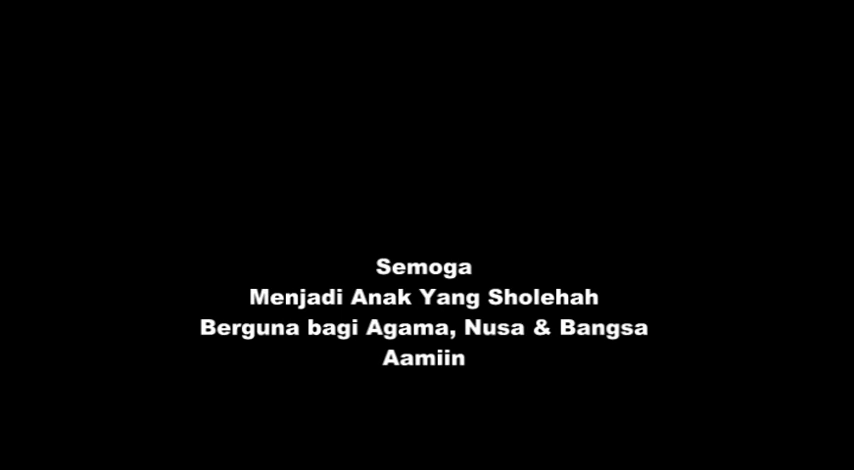 Semoga
Menjadi Anak Yang Sholehah
Berguna bagi Agama, Nusa & Bangsa
Aamiin